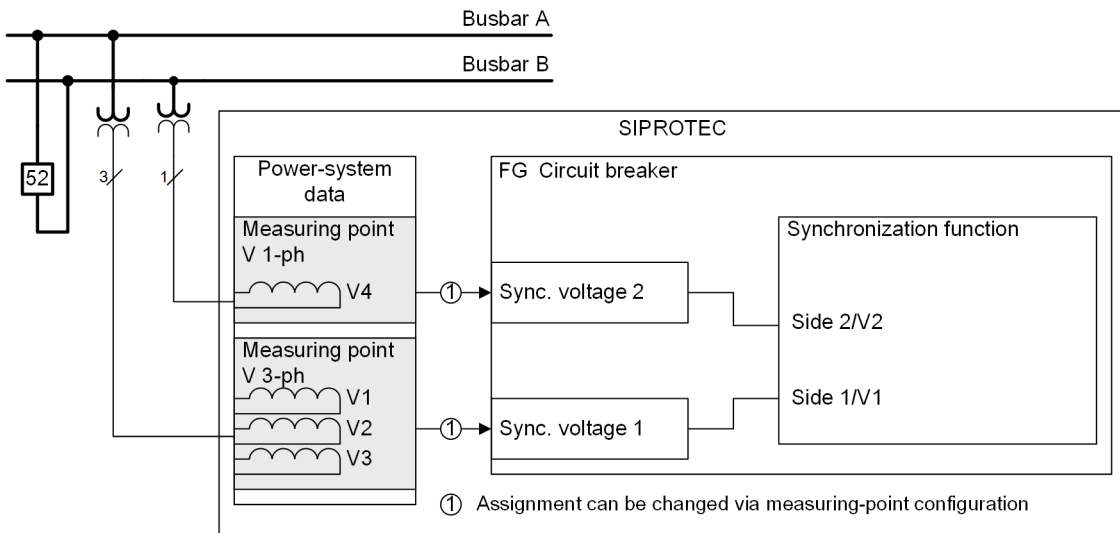 Busbar A
Busbar B
SIPROTEC
52
3
1
Power-system
data
FG Circuit breaker
Measuring point
V 1-ph
V4
1
Sync. voltage 2
Synchronization function
Side 2/V2
Measuring point
V 3-ph
V1
V2
V3
1
Sync. voltage 1
Side 1/V1
1 Assignment can be changed via measuring-point configuration